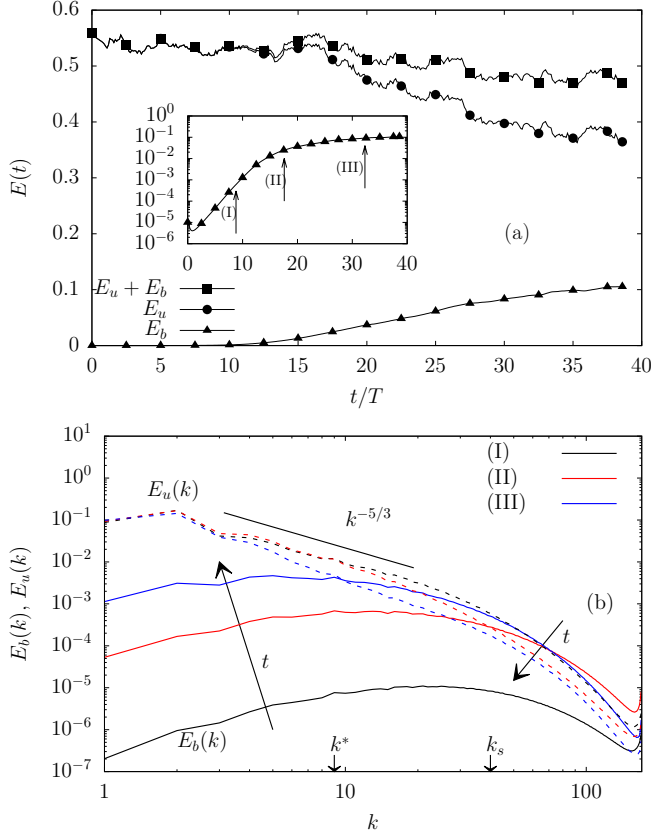 0.6
0.5
0.4
0.3
0.2
0.1
0
E(t)
10^0
10^-1
10^-2
10^-3
10^-4
10^-5
10^-6
(I)
(II)
(III)
0 10 20 30 40
(a)
E_u + E_b
E_u
E_b
0 5 10 15 20 25 30 35 40
t/T
10^1
10^0
10^-1
10^-2
10^-3
10^-4
10^-5
10^-6
10^-7
E_b(k), E_u(k)
(I)
(II)
(III)
E_u(k)
k^-5/3
(b)
t
t
E_b(k)
k*
k_s
1 10 100
k